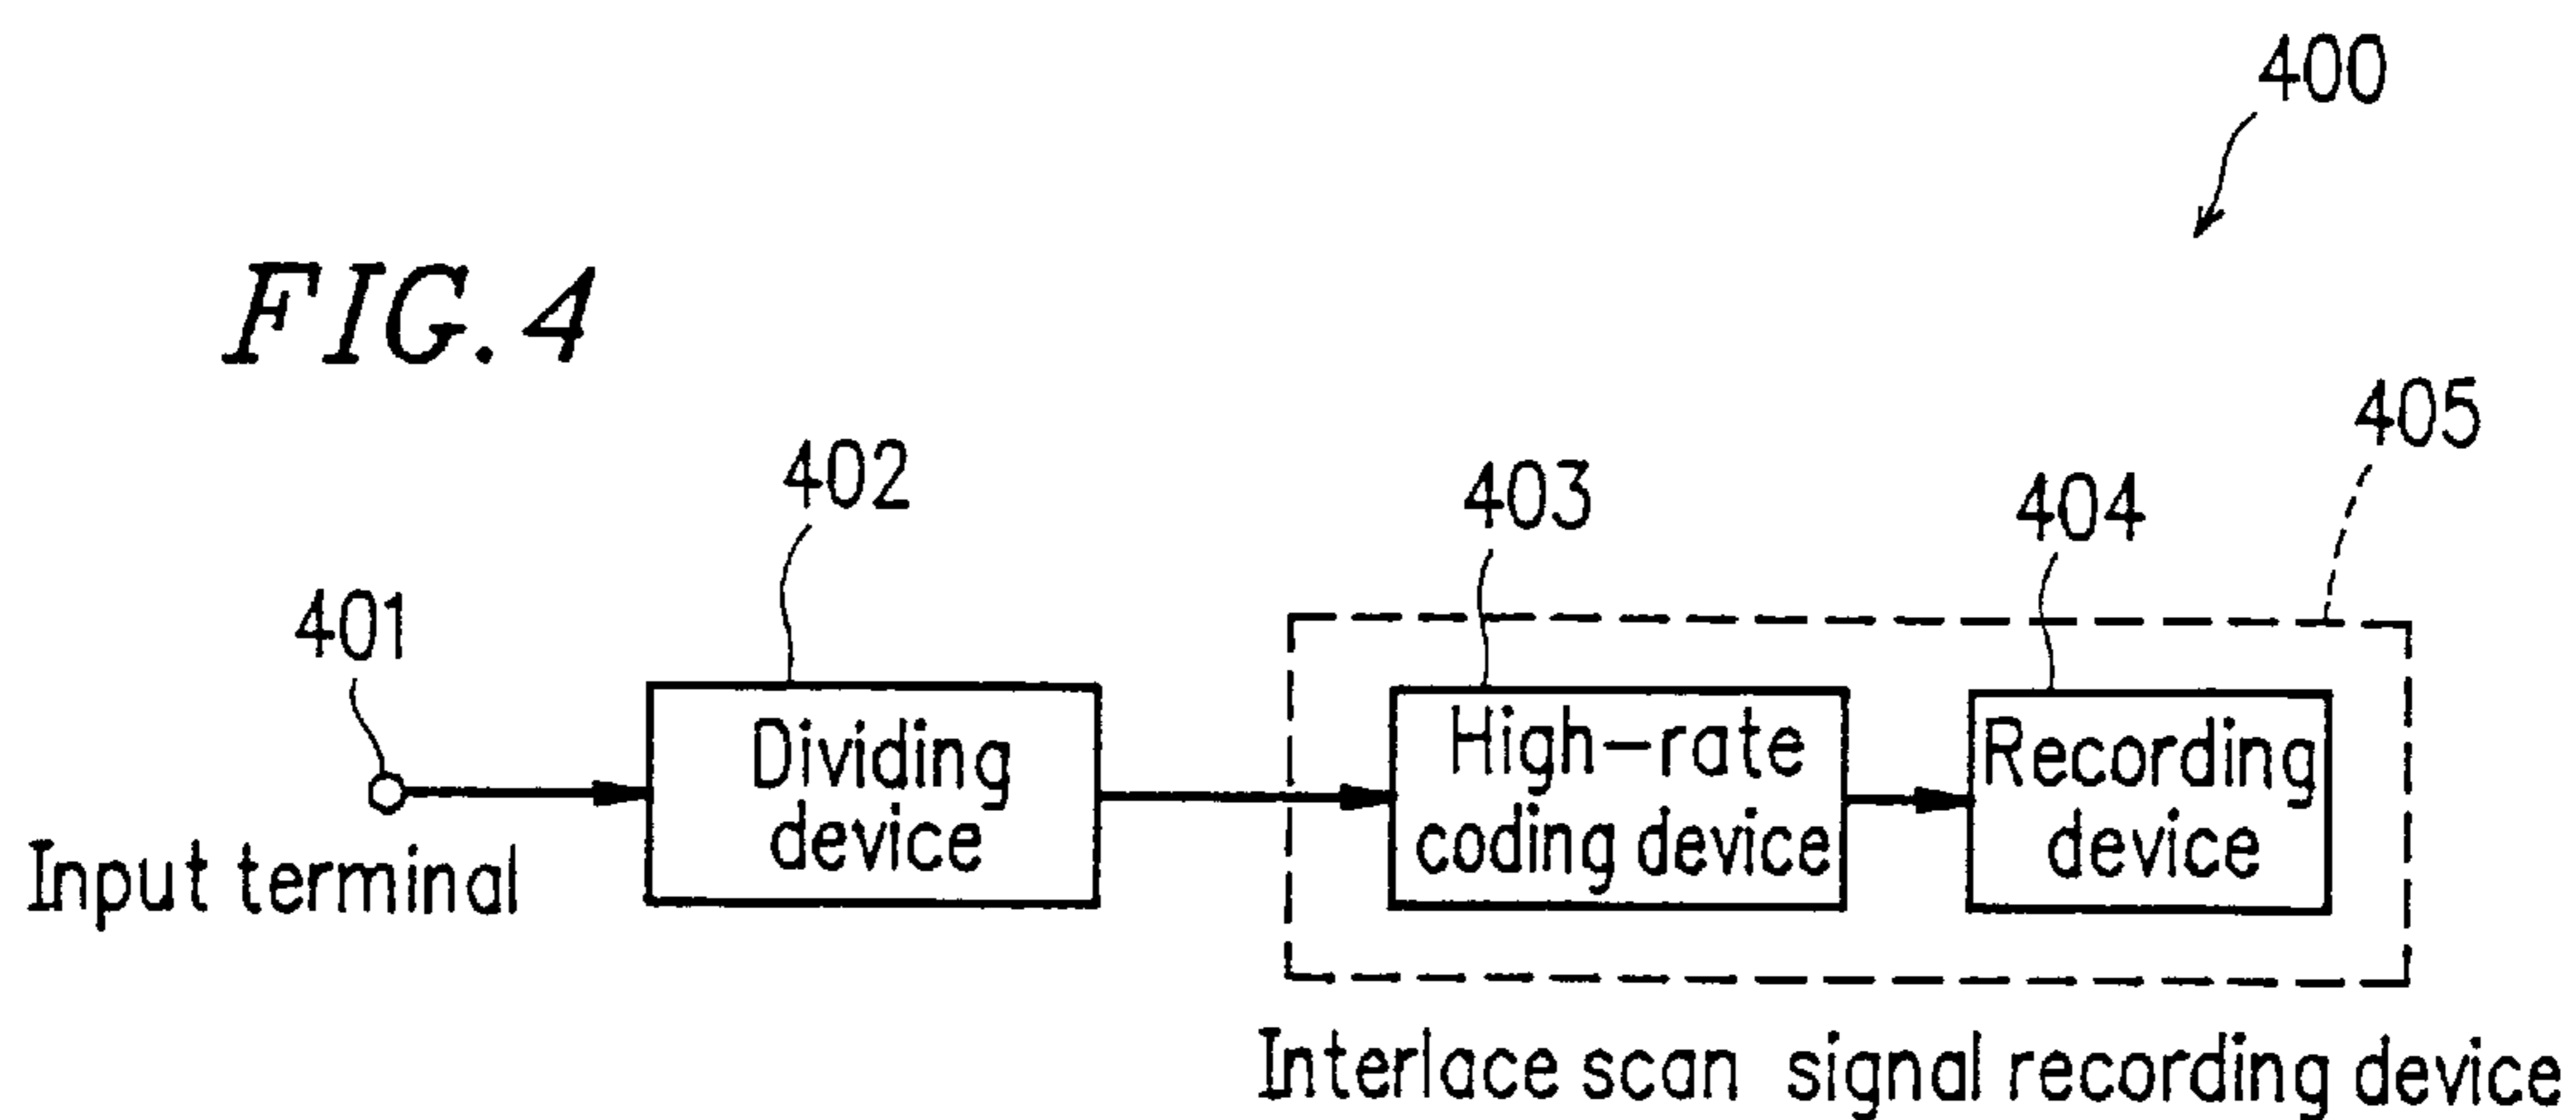 400
FIG. 4
405
402
403
404
401
Dividing
device
High-rate
coding device
Recording
device
Input terminal
Interlace scan signal recording device